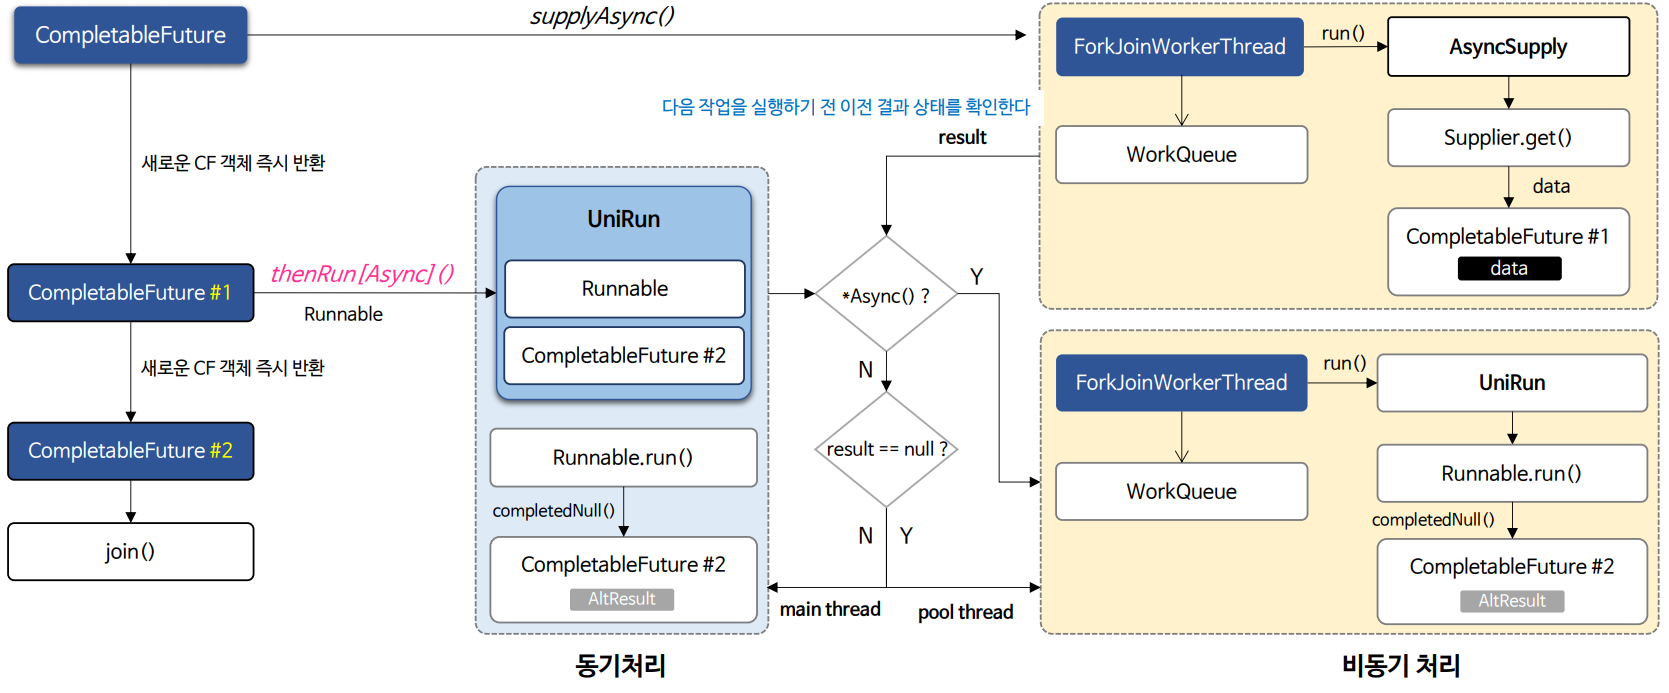 CompletableFuture
supplyAsync()
새로운 CF 객체 즉시 반환
CompletableFuture #1
thenRun[Async]()
Runnable
새로운 CF 객체 즉시 반환
CompletableFuture #2
join()
UniRun
Runnable
CompletableFuture #2
Runnable.run()
completedNull()
CompletableFuture #2
AltResult
동기처리
다음 작업을 실행하기 전 이전 결과 상태를 확인한다
result
*Async() ?
Y
N
result == null ?
N
Y
main thread
pool thread
ForkJoinWorkerThread
run()
AsyncSupply
WorkQueue
Supplier.get()
data
CompletableFuture #1
data
ForkJoinWorkerThread
run()
UniRun
WorkQueue
Runnable.run()
completedNull()
CompletableFuture #2
AltResult
비동기 처리